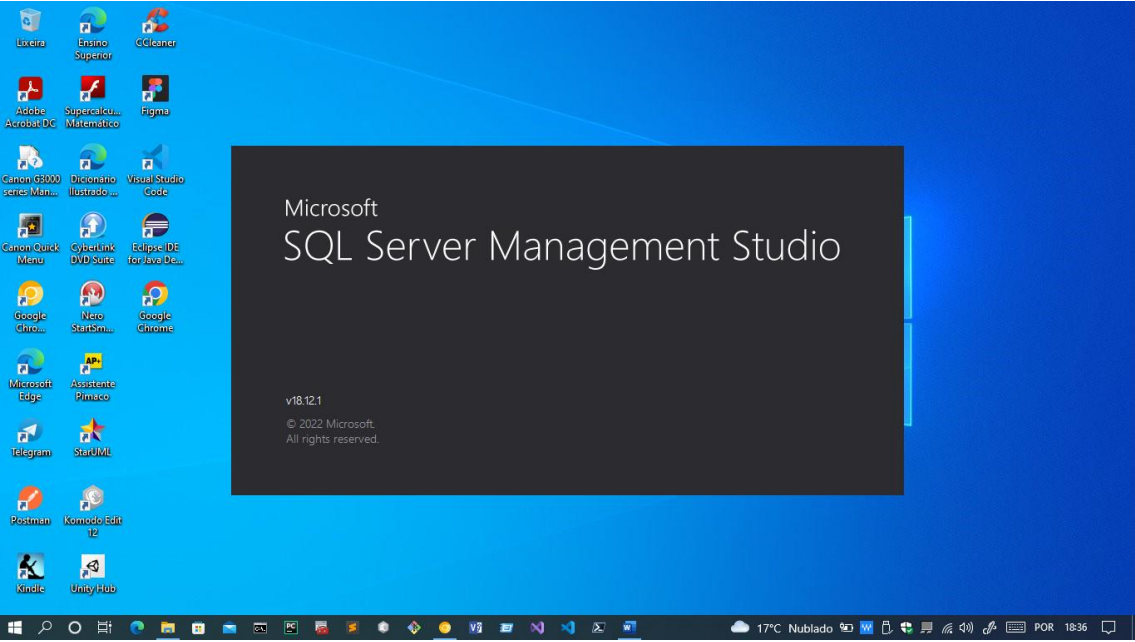 Lixeira
Ensino
Superior
CCleaner
Adobe
Acrobat DC
Supercalcu...
Matemático
Figma
Canon G3000
series Man...
Dicionário
Ilustrado ...
Visual Studio
Code
Canon Quick
Menu
CyberLink
DVD Suite
Eclipse IDE
for Java De...
Google
Chro...
Nero
StartSm...
Google
Chrome
Microsoft
Edge
AP+
Assistente
Pimaco
Telegram
StarUML
Postman
Komodo Edit
12
Kindle
Unity Hub
Microsoft
SQL Server Management Studio
v18.12.1
© 2022 Microsoft.
All rights reserved.
17°C Nublado
POR
18:36